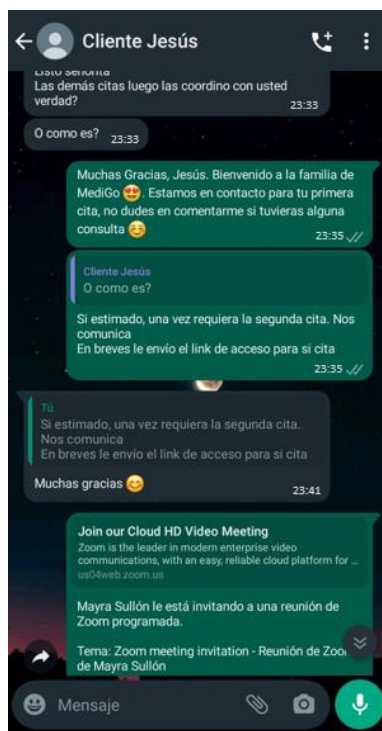 Cliente Jesús
Listo señorita
Las demás citas luego las coordino con usted
verdad?
23:33
O como es? 23:33
Muchas Gracias, Jesús. Bienvenido a la familia de
MediGo 😍. Estamos en contacto para tu primera
cita, no dudes en comentarme si tuvieras alguna
consulta ☺️
23:35
Cliente Jesús
O como es?
Si estimado, una vez requiera la segunda cita. Nos
comunica
En breves le envío el link de acceso para si cita
23:35
Tú
Si estimado, una vez requiera la segunda cita.
Nos comunica
En breves le envío el link de acceso para si cita
Muchas gracias 😊
23:41
Join our Cloud HD Video Meeting
Zoom is the leader in modern enterprise video
communications, with an easy, reliable cloud platform for ...
us04web.zoom.us
Mayra Sullón le está invitando a una reunión de
Zoom programada.
Tema: Zoom meeting invitation - Reunión de Zoo
de Mayra Sullón
Mensaje